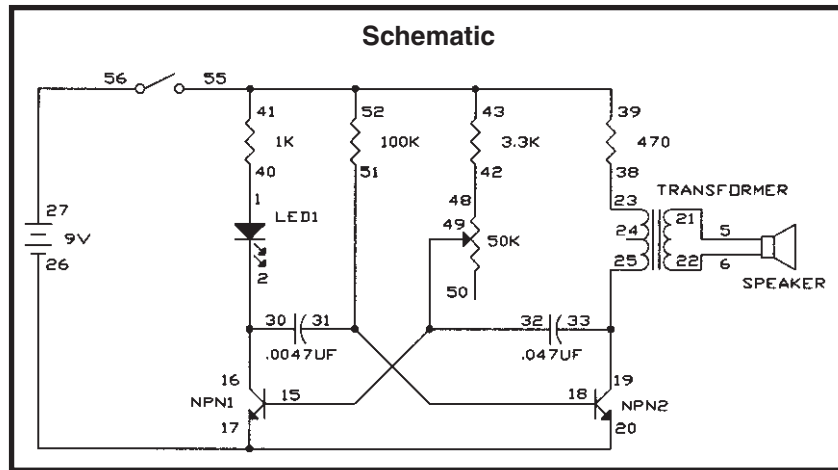 Schematic
56 55
41 52 43 39
1K 100K 3.3K 470
40 51 42 38
1 48 23 TRANSFORMER
LED1 49 24 21 5
27 50K
9V
26 2 25 22 6
50 SPEAKER
30 31 32 33
.0047UF .047UF
16 15 18 19
NPN1 NPN2
17 20